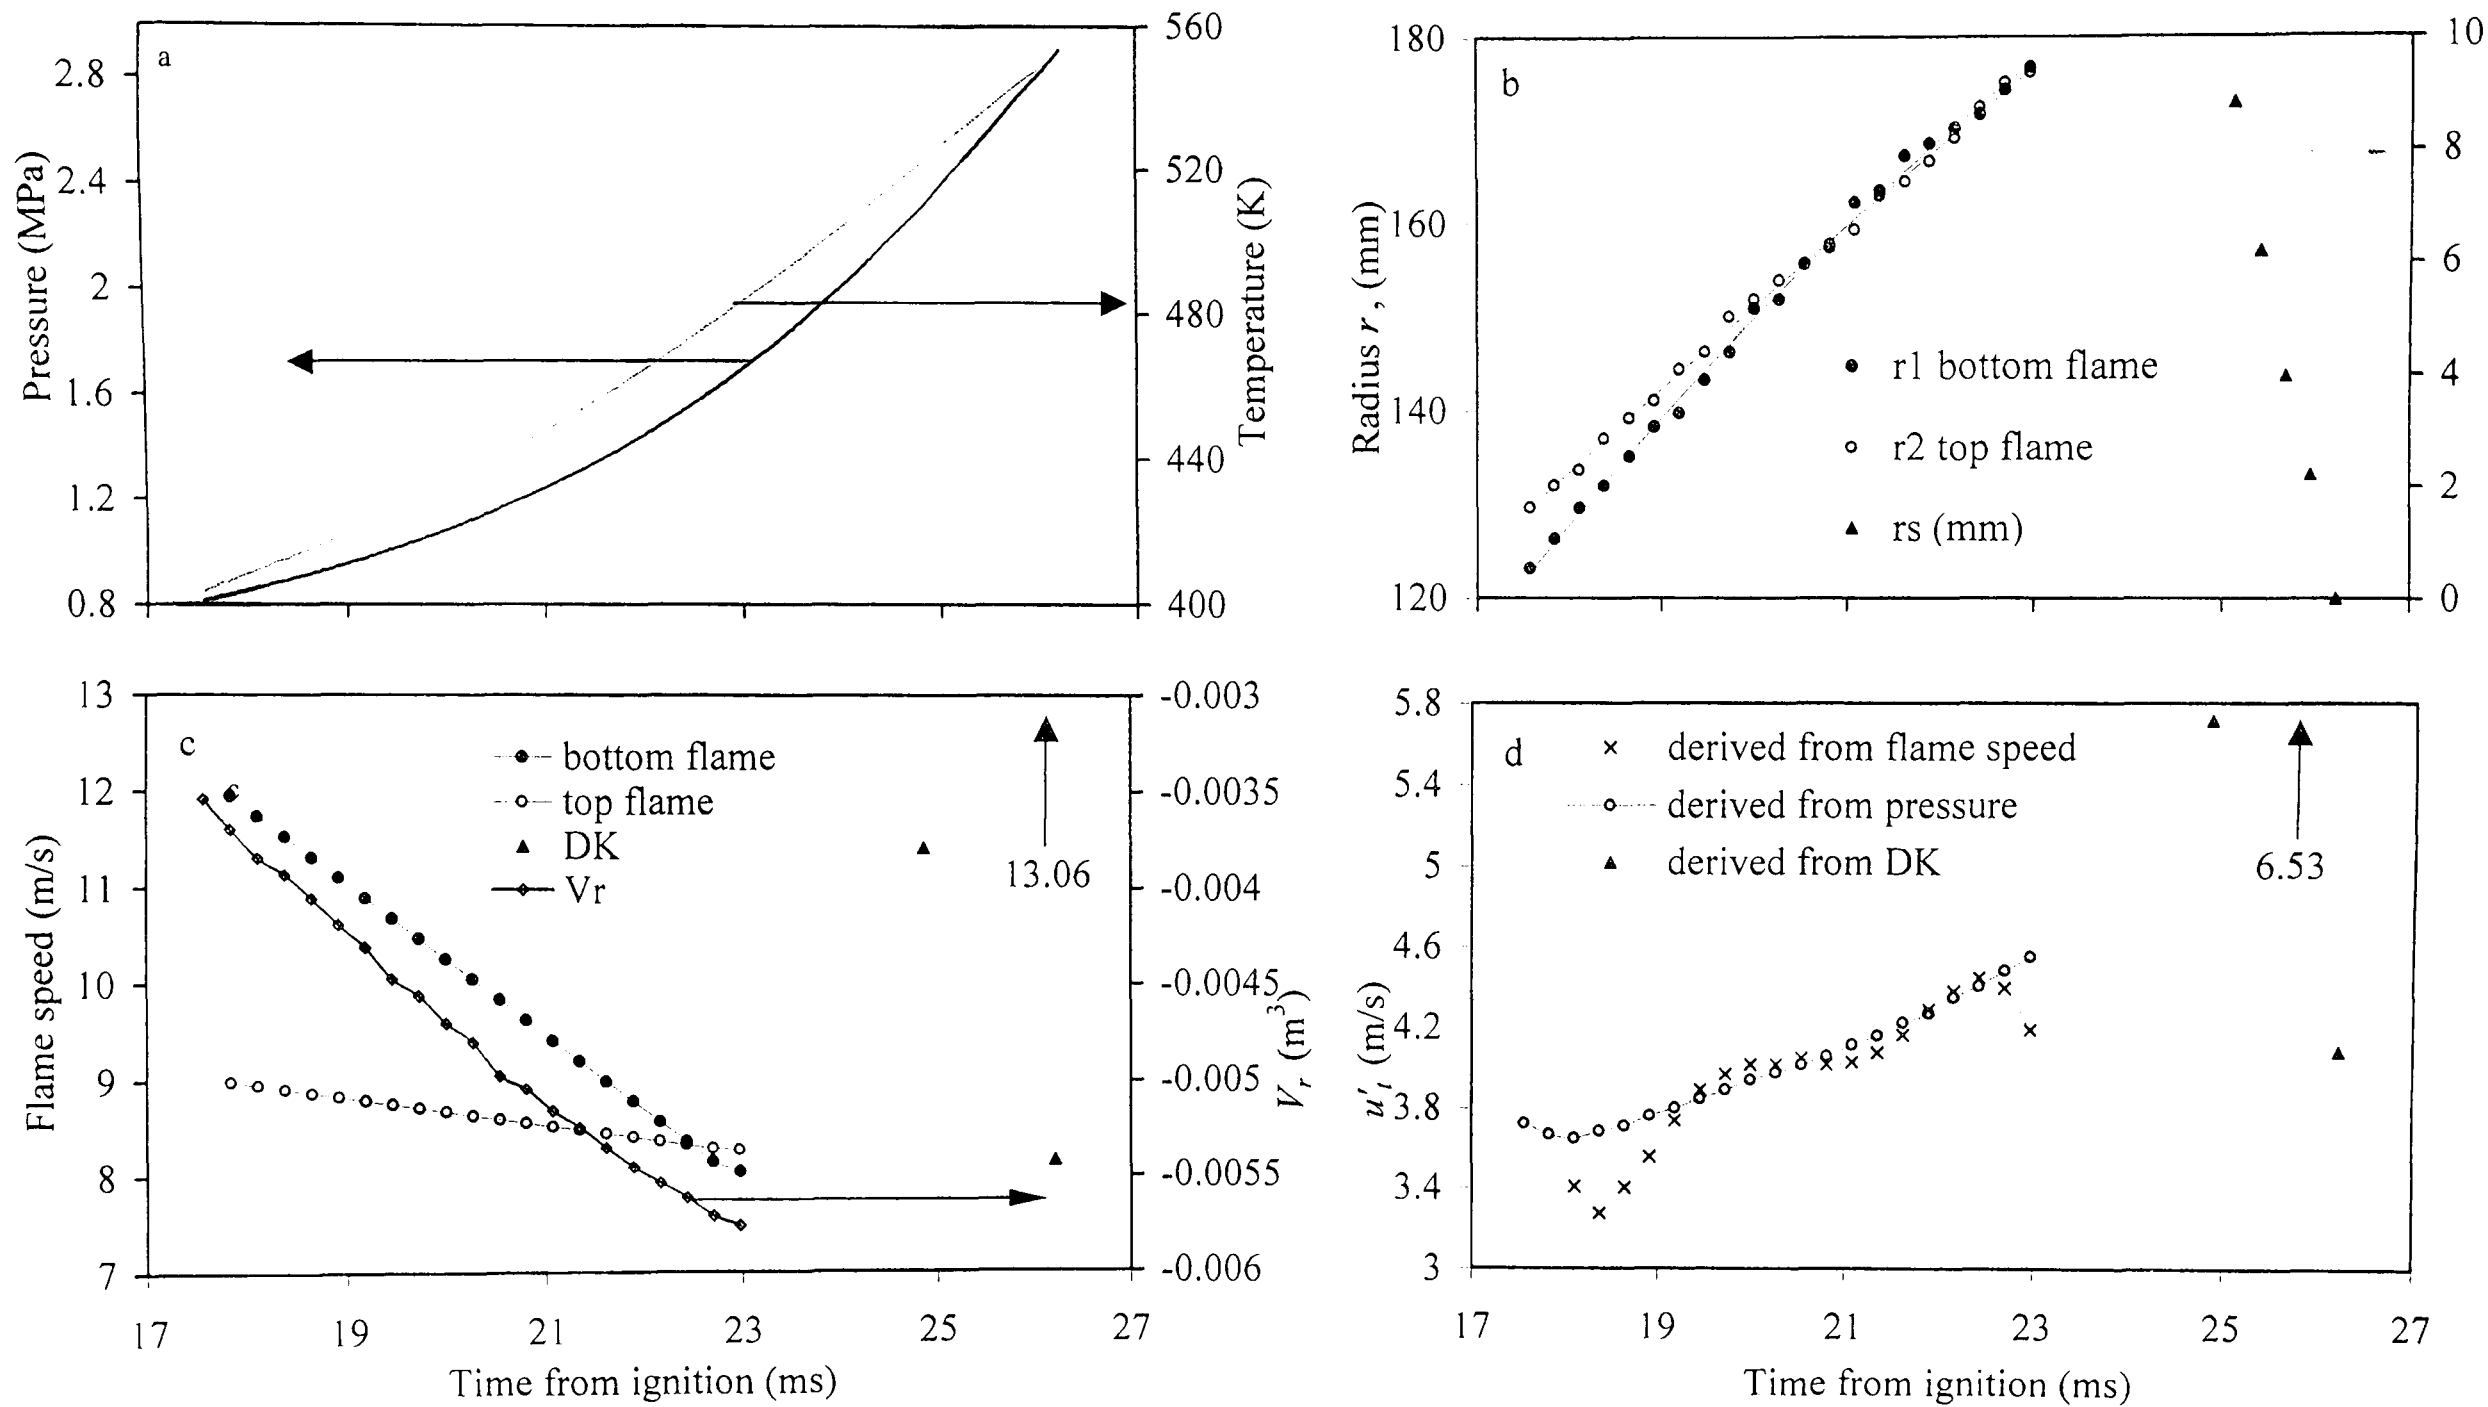 a
Pressure (MPa)
2.8
2.4
2
1.6
1.2
0.8
560
520
480
440
400
Temperature (K)
b
Radius r , (mm)
180
160
140
120
10
8
6
4
2
0
r1 bottom flame
r2 top flame
rs (mm)
c
Flame speed (m/s)
13
12
11
10
9
8
7
bottom flame
top flame
DK
Vr
13.06
-0.003
-0.0035
-0.004
-0.0045
-0.005
-0.0055
-0.006
Vr (m³)
17
19
21
23
25
27
Time from ignition (ms)
d
u't (m/s)
5.8
5.4
5
4.6
4.2
3.8
3.4
3
derived from flame speed
derived from pressure
derived from DK
6.53
17
19
21
23
25
27
Time from ignition (ms)